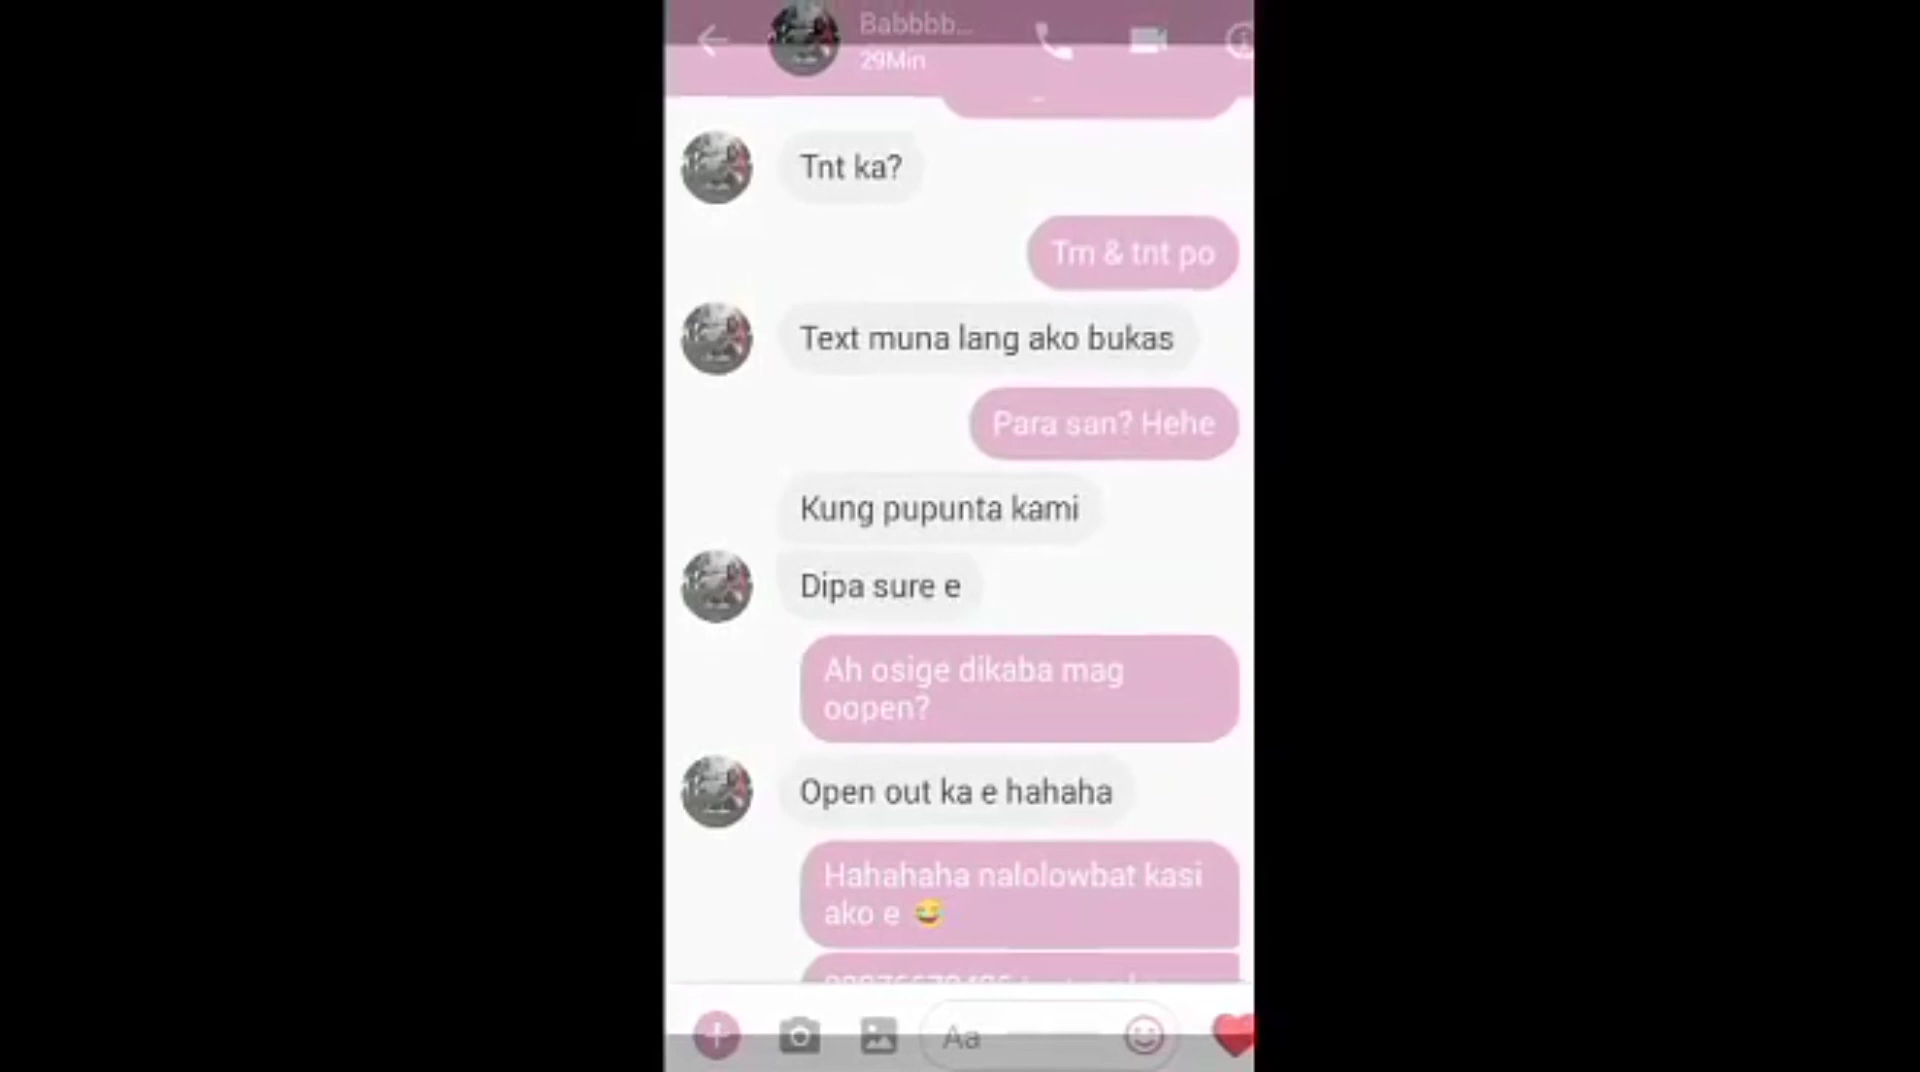 Babbbb...
29Min
Tnt ka?
Tm & tnt po
Text muna lang ako bukas
Para san? Hehe
Kung pupunta kami
Dipa sure e
Ah osige dikaba mag
oopen?
Open out ka e hahaha
Hahahaha nalolowbat kasi
ako e 😂
Aa